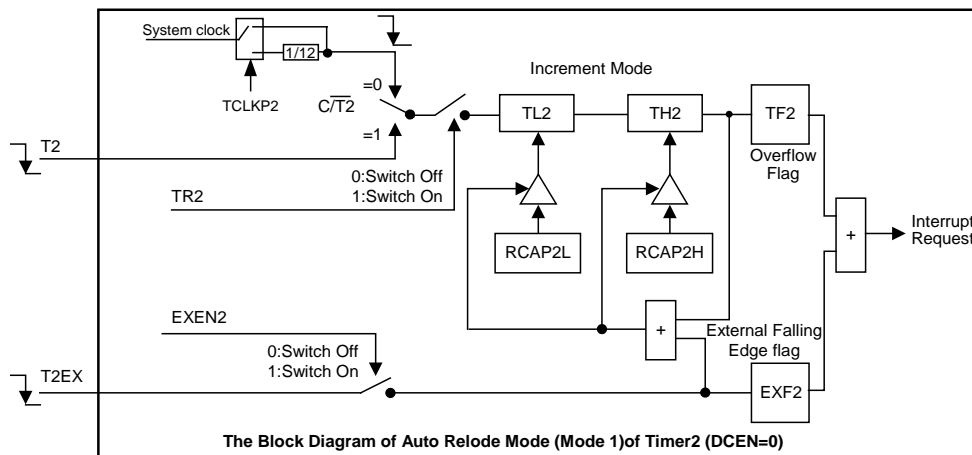 System clock
1/12
TCLKP2
=0
C/T2
=1
Increment Mode
TL2
TH2
TF2
Overflow
Flag
T2
0:Switch Off
1:Switch On
TR2
RCAP2L
RCAP2H
+
Interrupt
Request
EXEN2
0:Switch Off
1:Switch On
+
External Falling
Edge flag
T2EX
EXF2
The Block Diagram of Auto Relode Mode (Mode 1)of Timer2 (DCEN=0)